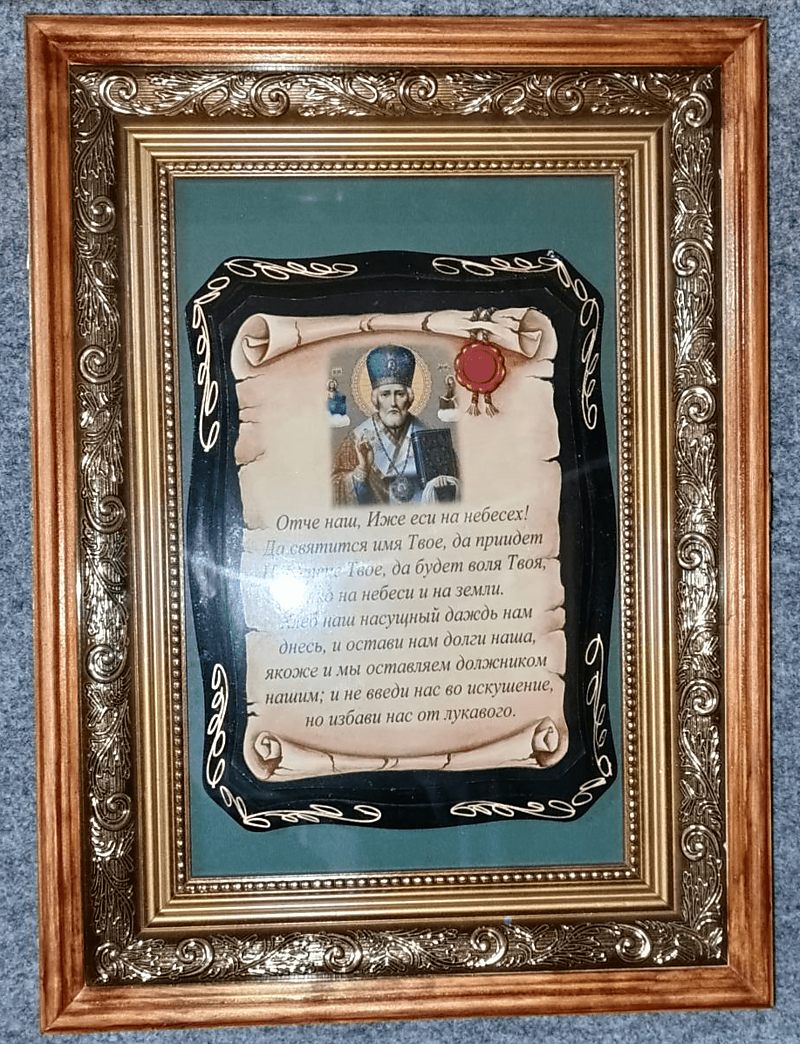 Отче наш, Иже еси на небесех!
Да святится имя Твое, да приидет
Твое, да будет воля Твоя,
на небеси и на земли.
Хлеб наш насущный даждь нам
днесь, и остави нам долги наша,
якоже и мы оставляем должником
нашим; и не введи нас во искушение,
но избави нас от лукавого.